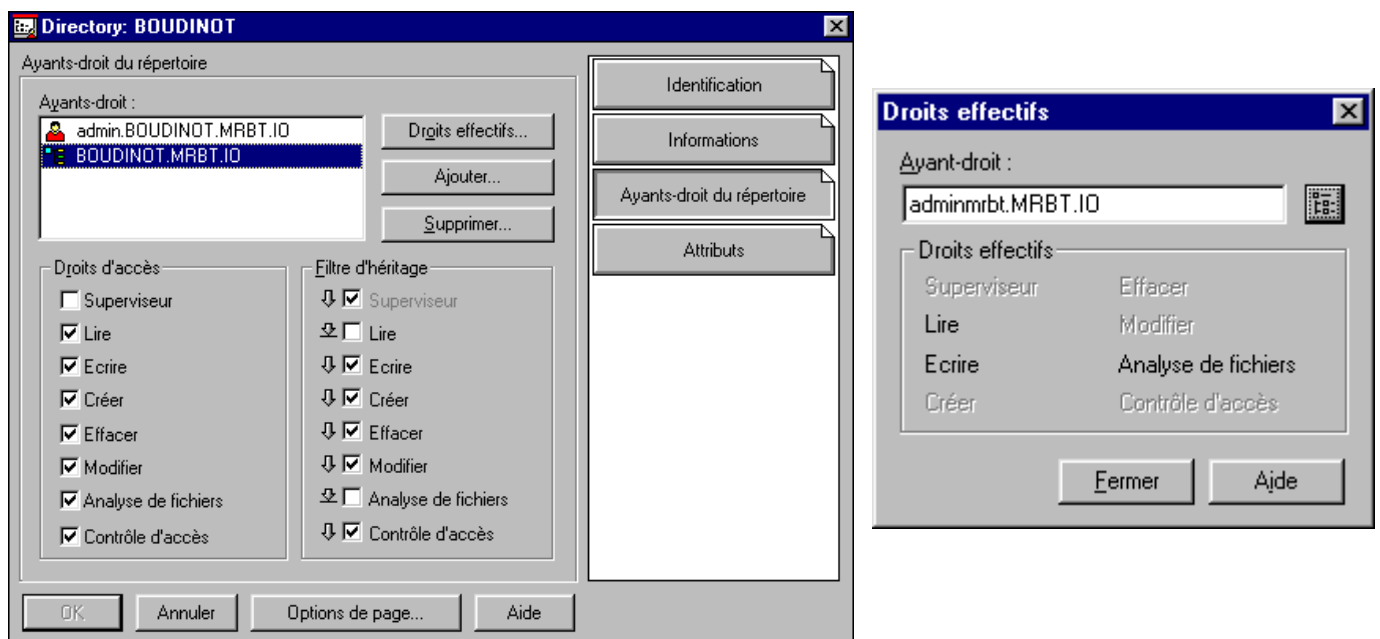 Directory: BOUDINOT
Ayants-droit du répertoire
Ayants-droit :
admin.BOUDINOT.MRBT.IO
BOUDINOT.MRBT.IO
Droits effectifs...
Ajouter...
Supprimer...
Droits d'accès
Superviseur
Lire
Ecrire
Créer
Effacer
Modifier
Analyse de fichiers
Contrôle d'accès
Filtre d'héritage
Superviseur
Lire
Ecrire
Créer
Effacer
Modifier
Analyse de fichiers
Contrôle d'accès
Identification
Informations
Ayants-droit du répertoire
Attributs
OK
Annuler
Options de page...
Aide
Droits effectifs
Ayant-droit :
adminmrbt.MRBT.IO
Droits effectifs
Superviseur Effacer
Lire Modifier
Ecrire Analyse de fichiers
Créer Contrôle d'accès
Fermer
Aide